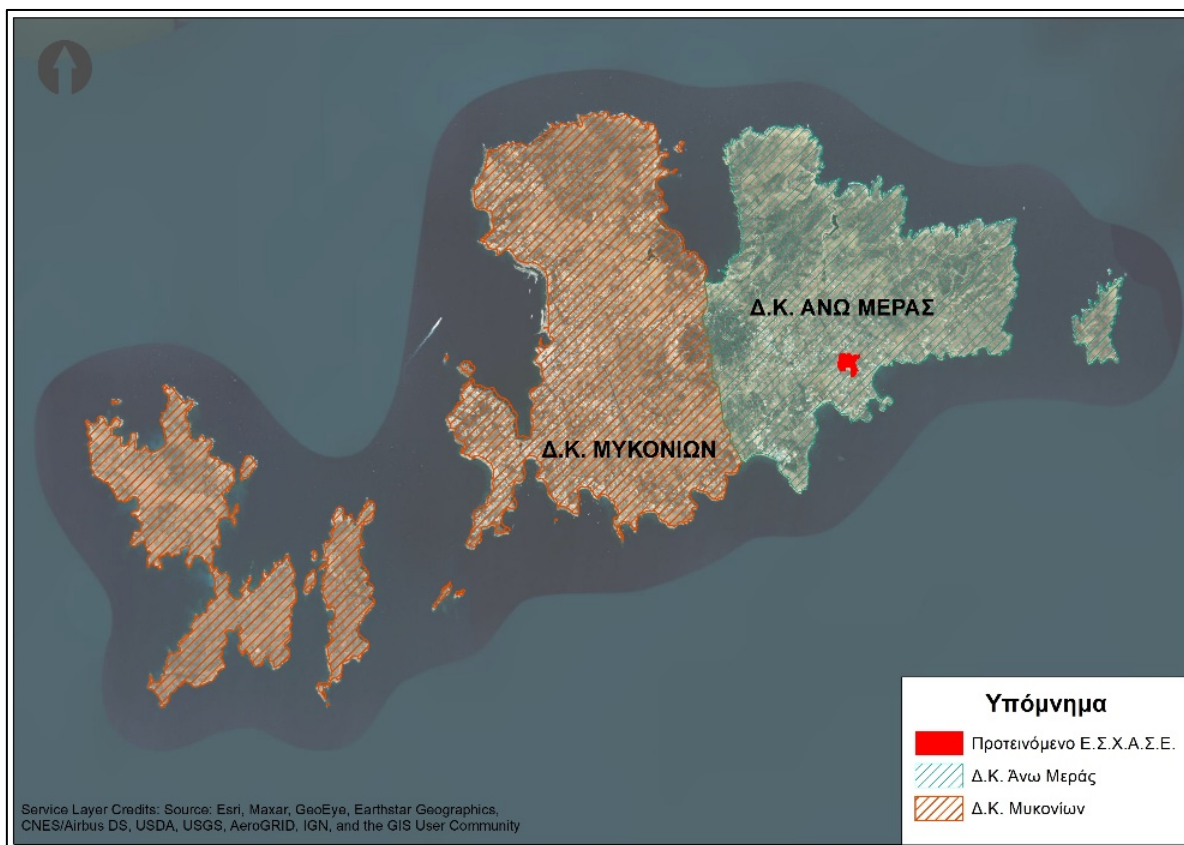 Δ.Κ. ΑΝΩ ΜΕΡΑΣ
Δ.Κ. ΜΥΚΟΝΙΩΝ
Υπόμνημα
Προτεινόμενο Ε.Σ.Χ.Α.Σ.Ε.
Δ.Κ. Άνω Μεράς
Δ.Κ. Μυκονίων
Service Layer Credits: Source: Esri, Maxar, GeoEye, Earthstar Geographics,
CNES/Airbus DS, USDA, USGS, AeroGRID, IGN, and the GIS User Community